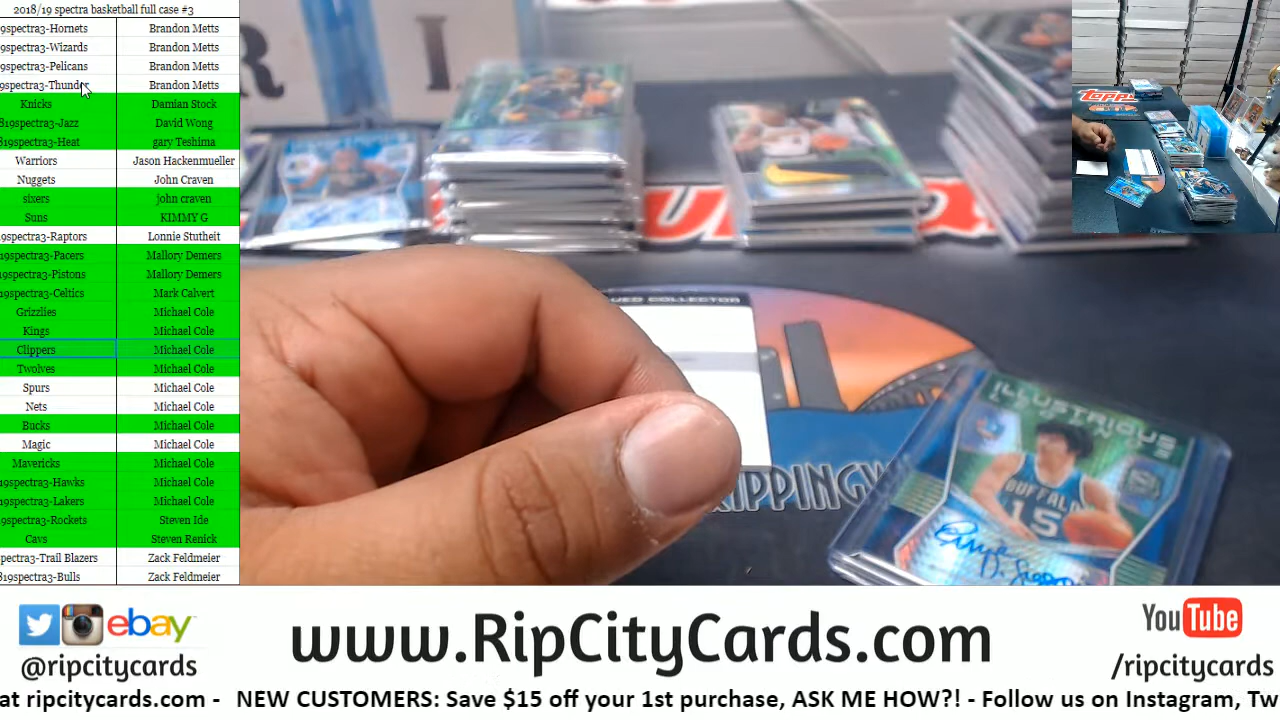 2018/19 spectra basketball full case #3
9spectra3-Hornets Brandon Metts
9spectra3-Wizards Brandon Metts
9spectra3-Pelicans Brandon Metts
9spectra3-Thunder Brandon Metts
Knicks Damian Stock
819spectra3-Jazz David Wong
819spectra3-Heat gary Teshima
Warriors Jason Hackenmueller
Nuggets John Craven
sixers john craven
Suns KIMMY G
19spectra3-Raptors Lonnie Stutheit
19spectra3-Pacers Mallory Demers
19spectra3-Pistons Mallory Demers
19spectra3-Celtics Mark Calvert
Grizzlies Michael Cole
Kings Michael Cole
Clippers Michael Cole
Twolves Michael Cole
Spurs Michael Cole
Nets Michael Cole
Bucks Michael Cole
Magic Michael Cole
Mavericks Michael Cole
19spectra3-Hawks Michael Cole
19spectra3-Lakers Michael Cole
19spectra3-Rockets Steven Ide
Cavs Steven Renick
pectra3-Trail Blazers Zack Feldmeier
819spectra3-Bulls Zack Feldmeier
R I
Topps
COLLECTOR
RIPPING
ILLUSTRIOUS
BUFFALO
15
ebay
@ripcitycards
www.RipCityCards.com
YouTube
/ripcitycards
at ripcitycards.com - NEW CUSTOMERS: Save $15 off your 1st purchase, ASK ME HOW?! - Follow us on Instagram, Tw